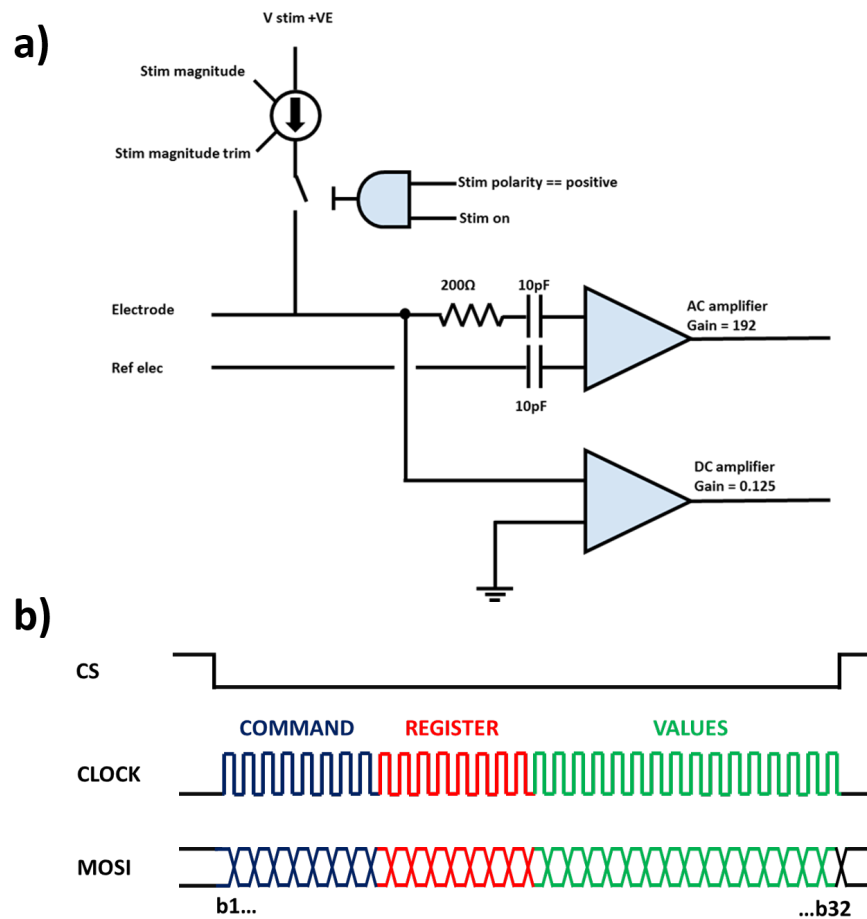 a)
V stim +VE
Stim magnitude
Stim magnitude trim
Stim polarity == positive
Stim on
200Ω
10pF
Electrode
AC amplifier
Gain = 192
Ref elec
10pF
DC amplifier
Gain = 0.125
b)
CS
COMMAND
REGISTER
VALUES
CLOCK
MOSI
b1...
...b32